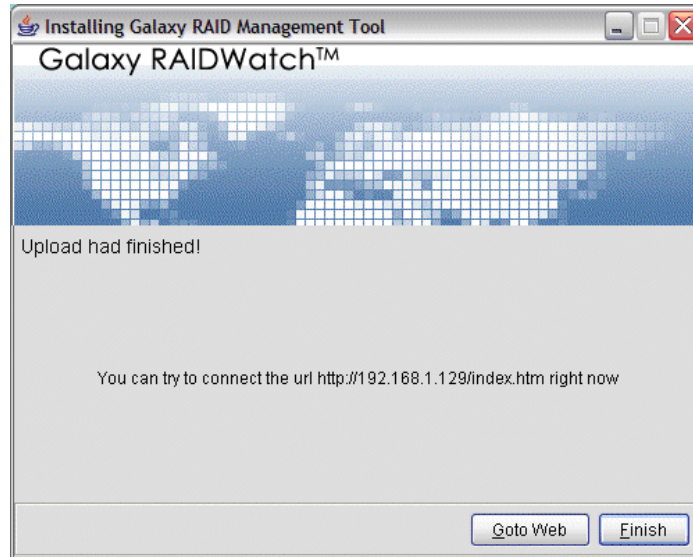 Installing Galaxy RAID Management Tool
Galaxy RAIDWatch™
Upload had finished!
You can try to connect the url http://192.168.1.129/index.htm right now
Goto Web
Finish